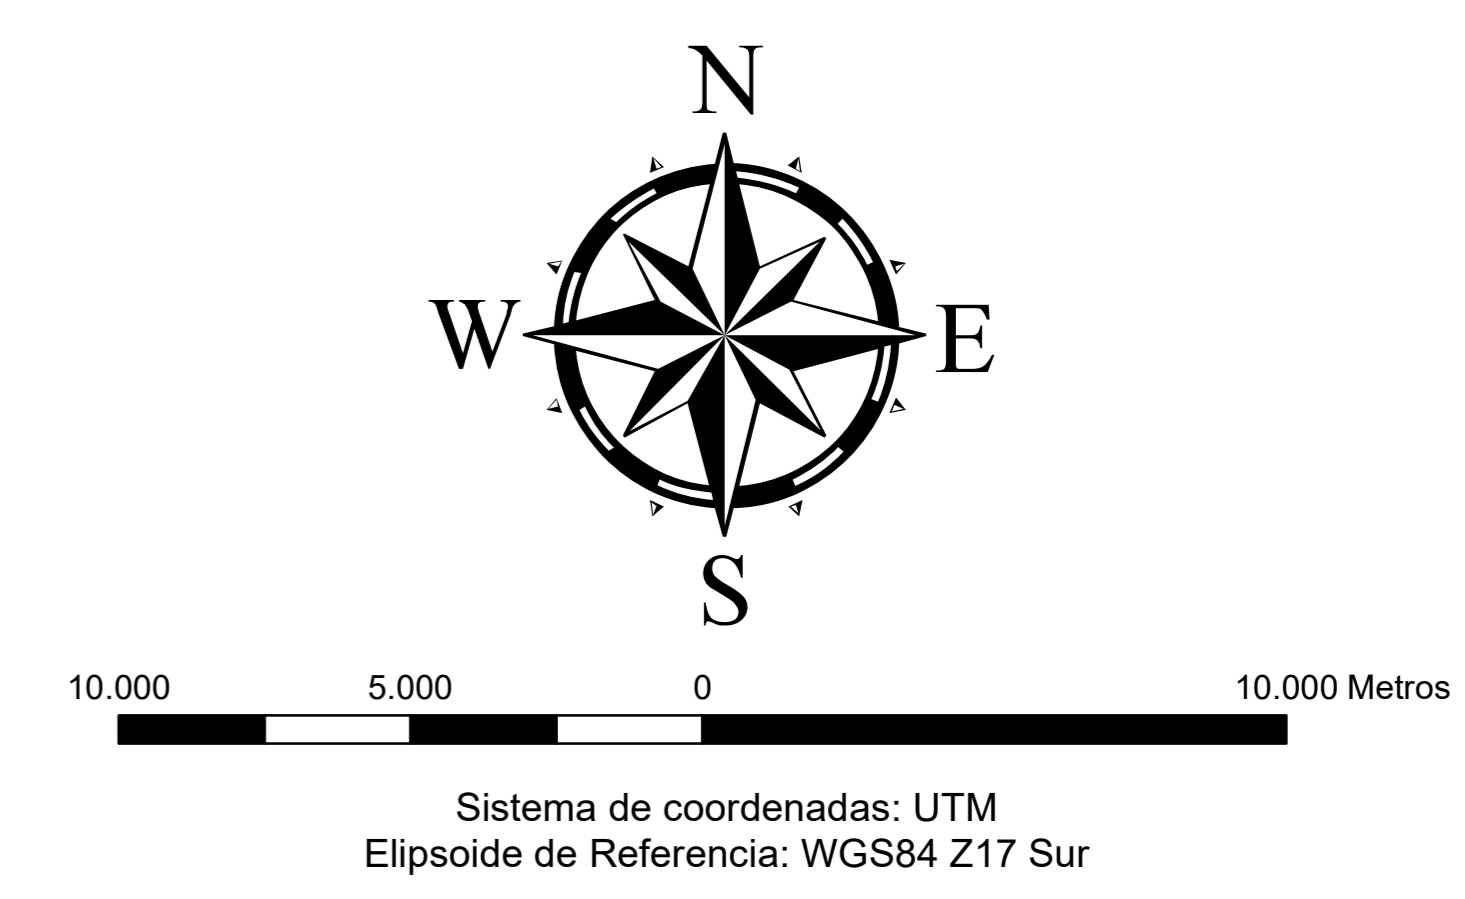 N
W E
S
10.000 5.000 0 10.000 Metros
Sistema de coordenadas: UTM
Elipsoide de Referencia: WGS84 Z17 Sur